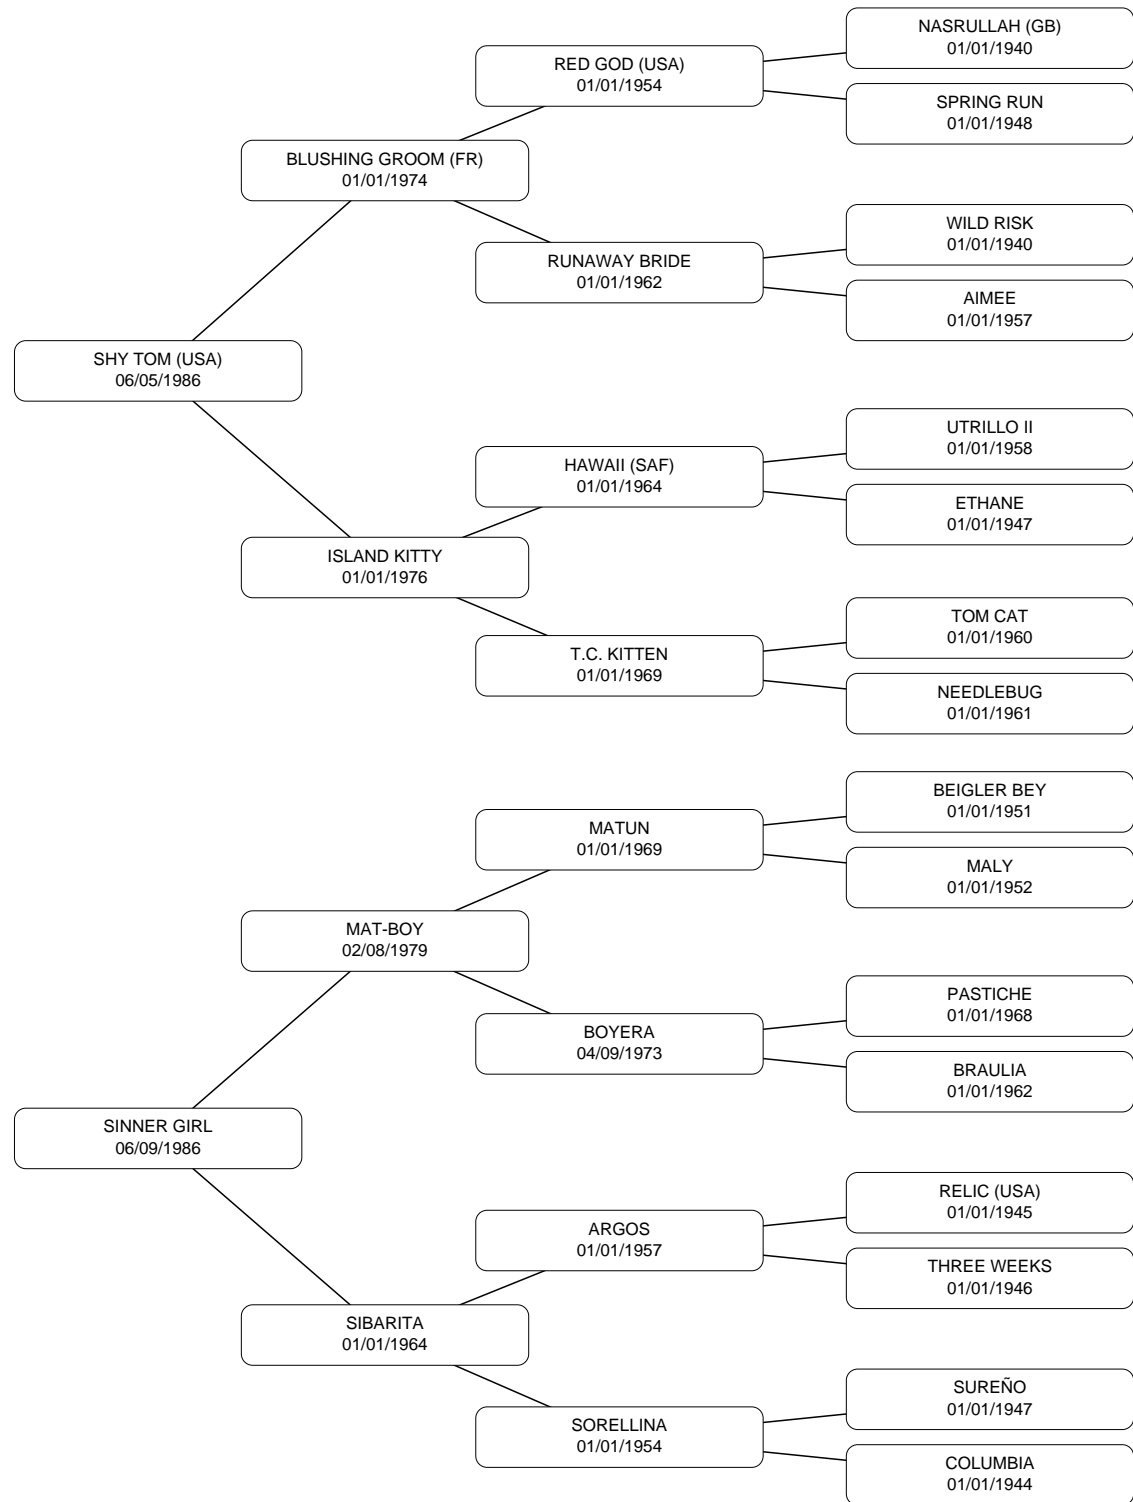 NASRULLAH (GB)
01/01/1940
RED GOD (USA)
01/01/1954
SPRING RUN
01/01/1948
BLUSHING GROOM (FR)
01/01/1974
WILD RISK
01/01/1940
RUNAWAY BRIDE
01/01/1962
AIMEE
01/01/1957
SHY TOM (USA)
06/05/1986
UTRILLO II
01/01/1958
HAWAII (SAF)
01/01/1964
ETHANE
01/01/1947
ISLAND KITTY
01/01/1976
TOM CAT
01/01/1960
T.C. KITTEN
01/01/1969
NEEDLEBUG
01/01/1961
BEIGLER BEY
01/01/1951
MATUN
01/01/1969
MALY
01/01/1952
MAT-BOY
02/08/1979
PASTICHE
01/01/1968
BOYERA
04/09/1973
BRAULIA
01/01/1962
SINNER GIRL
06/09/1986
RELIC (USA)
01/01/1945
ARGOS
01/01/1957
THREE WEEKS
01/01/1946
SIBARITA
01/01/1964
SUREÑO
01/01/1947
SORELLINA
01/01/1954
COLUMBIA
01/01/1944